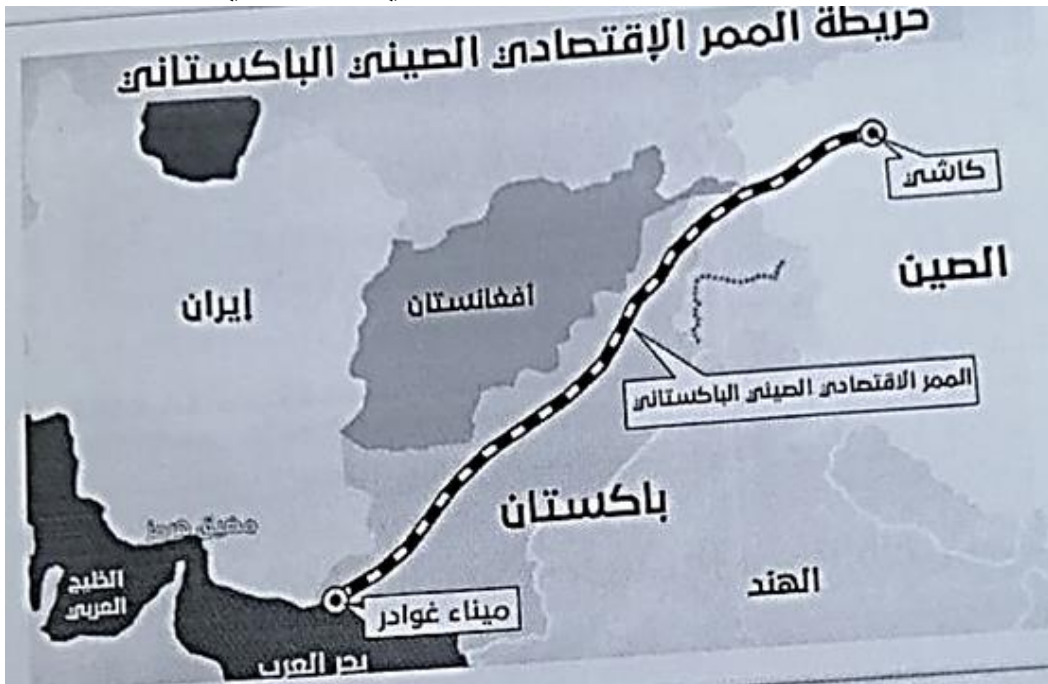 خريطة الممر الإقتصادي الصيني الباكستاني
كاشي
الصين
أفغانستان
إيران
الممر الاقتصادي الصيني الباكستاني
باكستان
مضيق هرمز
الخليج
العربي
الهند
ميناء غوادر
بحر العرب